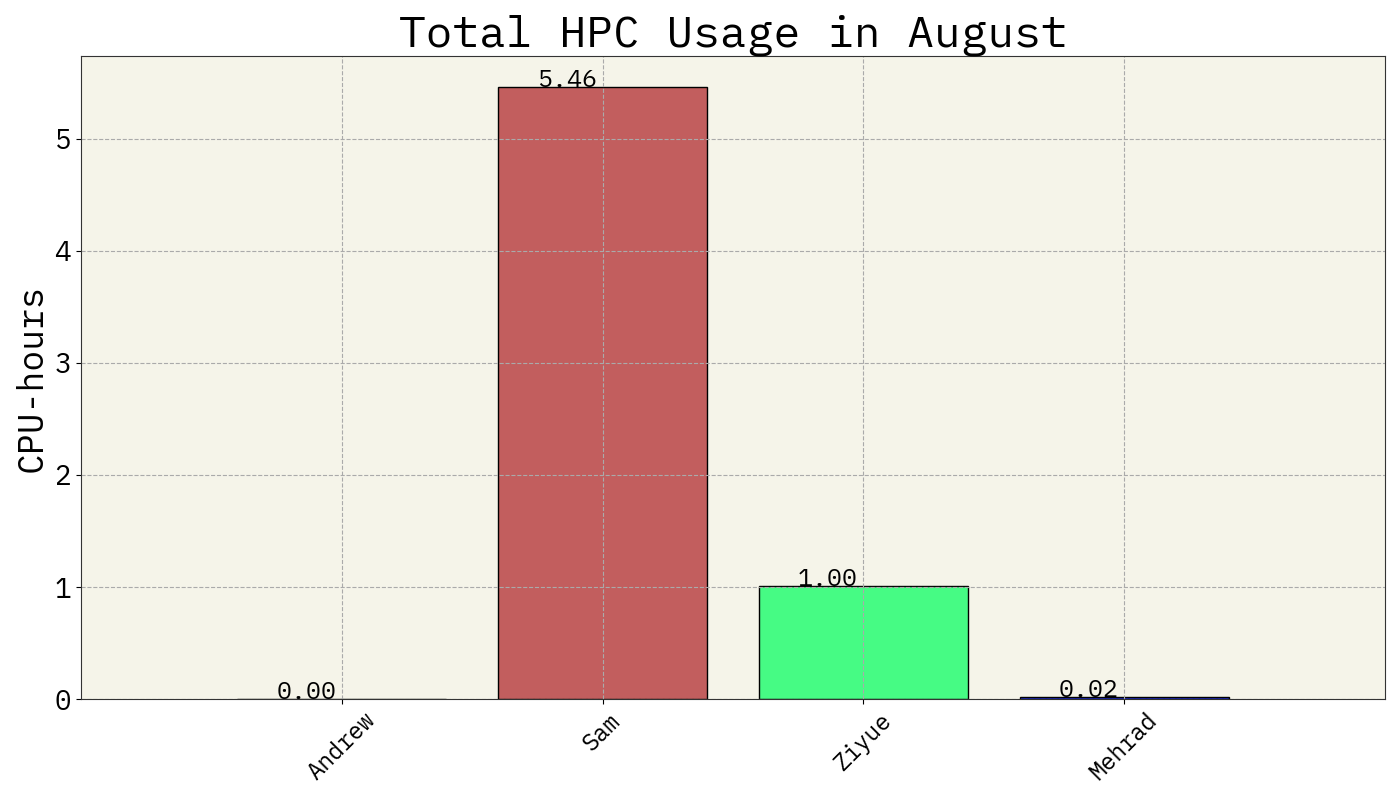 Total HPC Usage in August
CPU-hours
5
4
3
2
1
0
0.00
5.46
1.00
0.02
Andrew
Sam
Ziyue
Mehrad